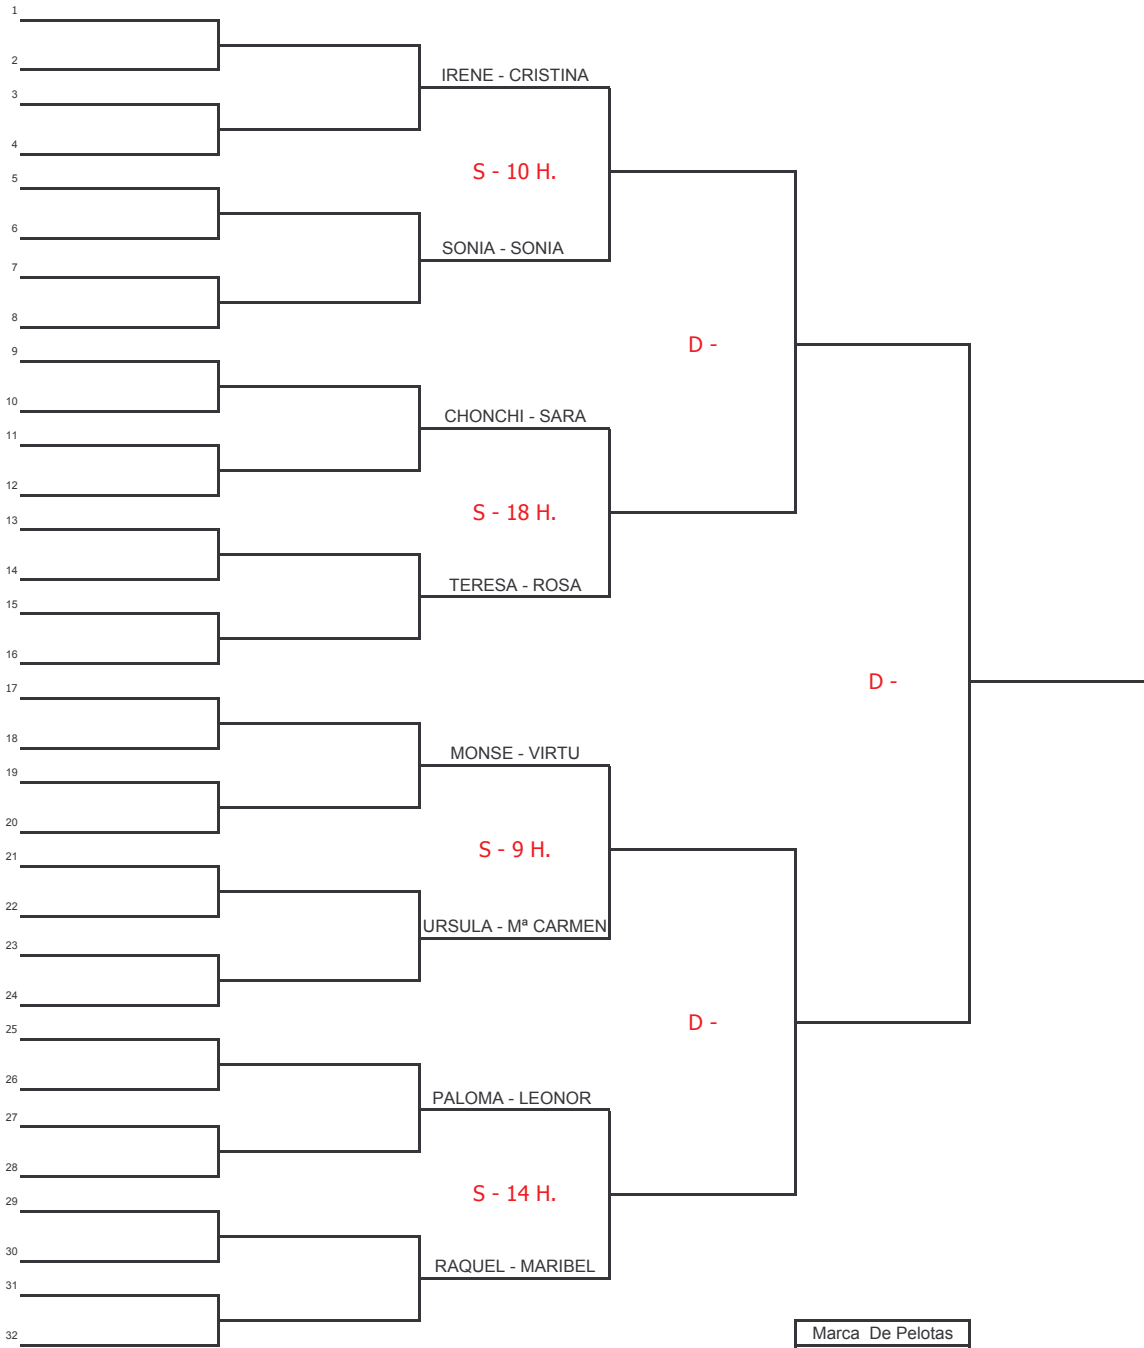 1
2
IRENE - CRISTINA
3
4
S - 10 H.
5
6
SONIA - SONIA
7
8
D -
9
10
CHONCHI - SARA
11
12
S - 18 H.
13
14
TERESA - ROSA
15
16
D -
17
18
MONSE - VIRTU
19
20
S - 9 H.
21
22
URSULA - Mª CARMEN
23
24
D -
25
26
PALOMA - LEONOR
27
28
S - 14 H.
29
30
RAQUEL - MARIBEL
31
32
Marca De Pelotas